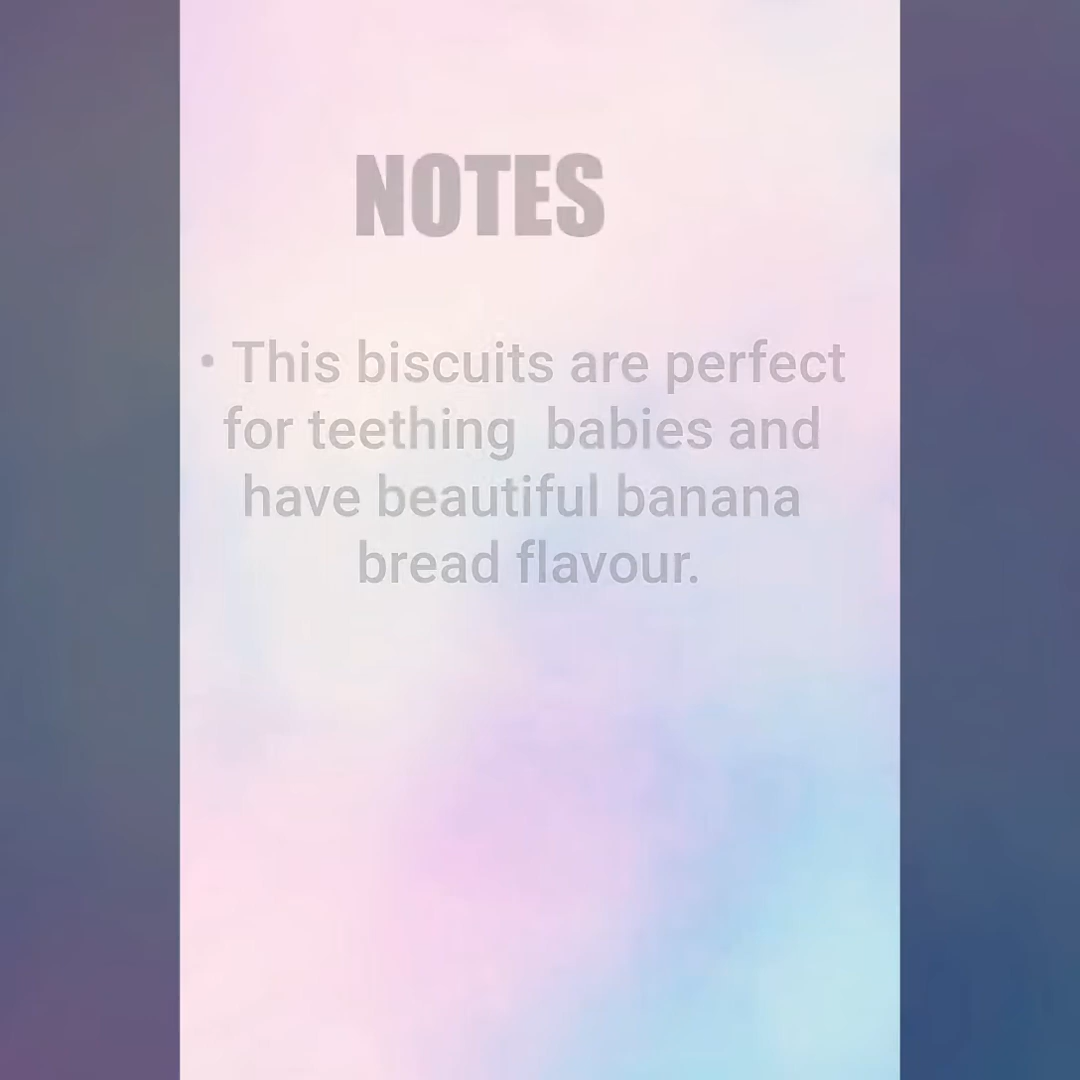 NOTES
• This biscuits are perfect
for teething babies and
have beautiful banana
bread flavour.